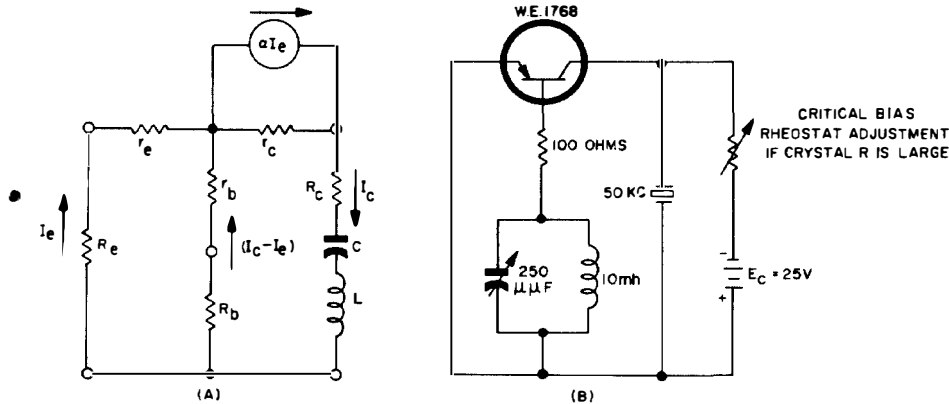 αIe
re
rc
rb
Rc
Ic
Ie
Re
(Ic-Ie)
C
L
Rb
(A)
W.E.1768
100 OHMS
CRITICAL BIAS
RHEOSTAT ADJUSTMENT
IF CRYSTAL R IS LARGE
50 KC
250
μμF
10mh
-
EC = 25V
+
(B)